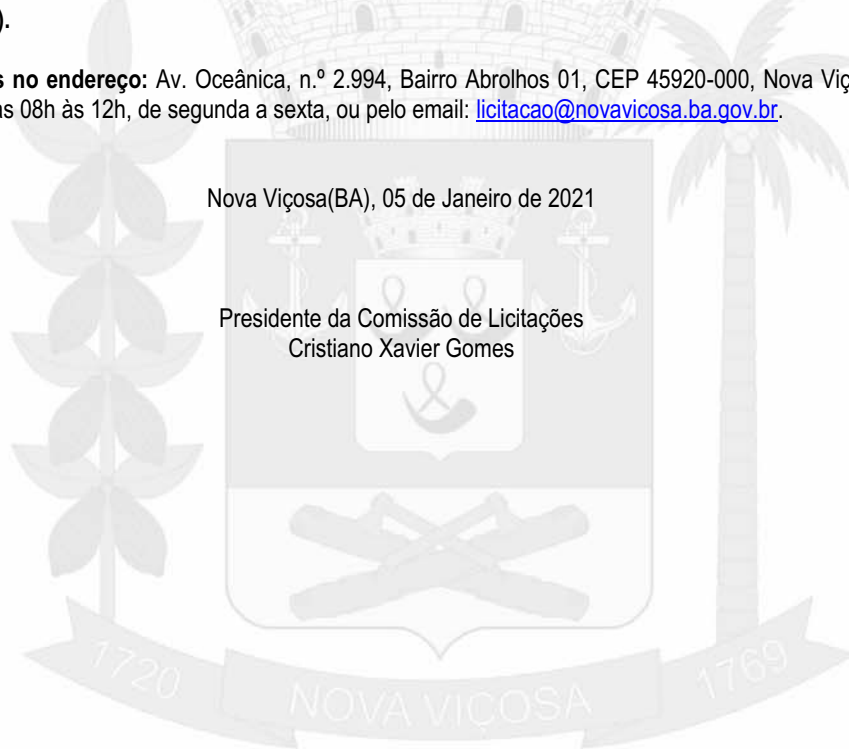 ).
s no endereço: Av. Oceânica, n.º 2.994, Bairro Abrolhos 01, CEP 45920-000, Nova Viç
as 08h às 12h, de segunda a sexta, ou pelo email: licitacao@novavicosa.ba.gov.br.
Nova Viçosa(BA), 05 de Janeiro de 2021
Presidente da Comissão de Licitações
Cristiano Xavier Gomes
1720 NOVA VIÇOSA 1769